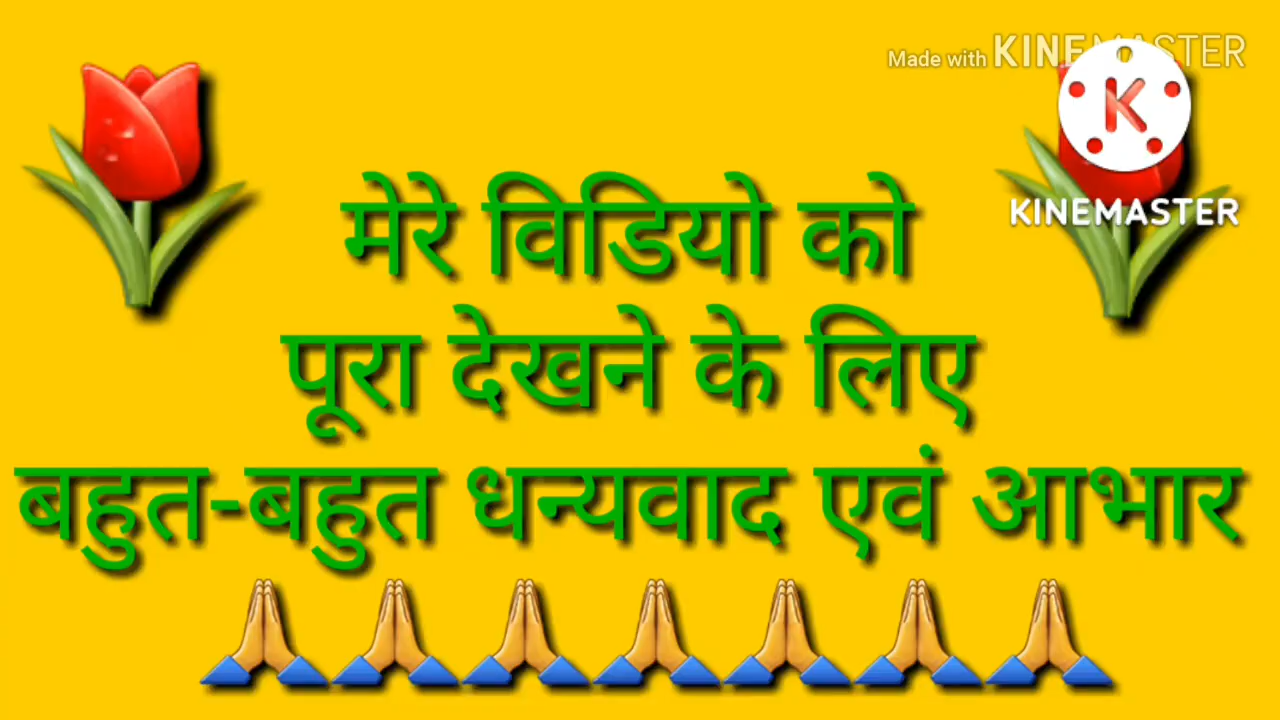 Made with KINEMASTER
K
KINEMASTER
मेरे विडियो को
पूरा देखने के लिए
बहुत-बहुत धन्यवाद एवं आभार